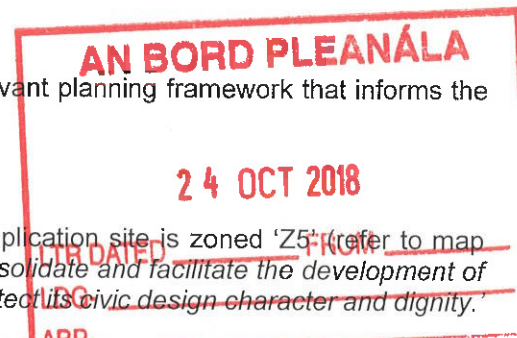 AN BORD PLEANÁLA
vant planning framework that informs the
24 OCT 2018
plication site is zoned ‘Z5’ (refer to map
LTR DATED FROM
solidate and facilitate the development of
LDG-
tect its civic design character and dignity.’
ABP